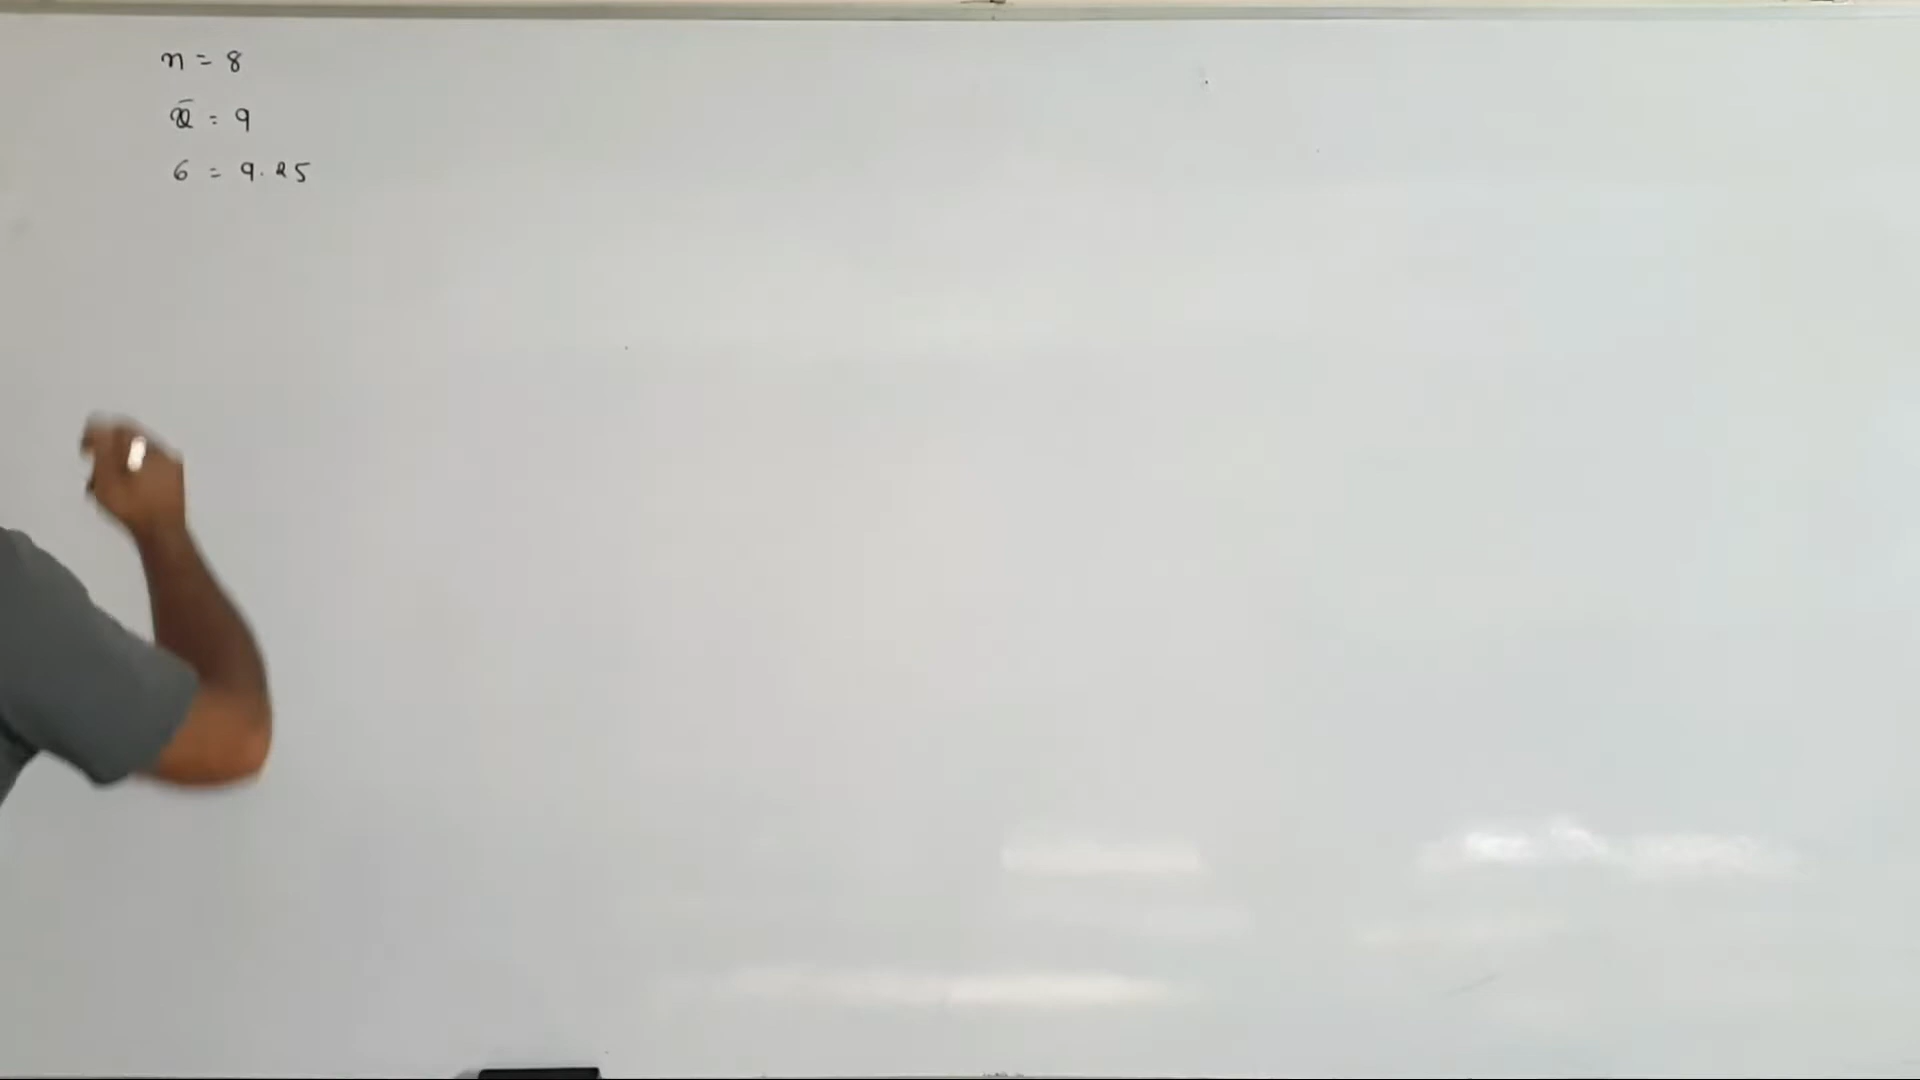 n = 8
x̄ = 9
6 = 9.25